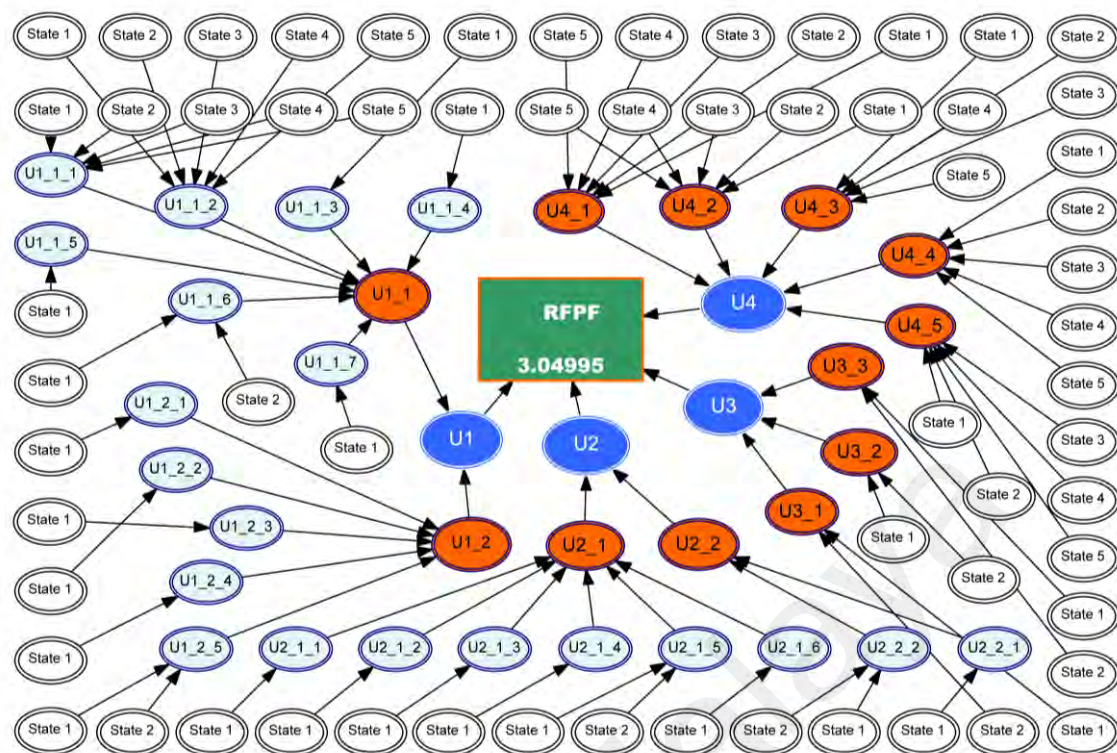 State 1 State 2 State 3 State 4 State 5 State 1 State 5 State 4 State 3 State 2 State 1 State 1 State 2
State 1 State 2 State 3 State 4 State 5 State 1 State 5 State 4 State 3 State 2 State 1 State 4 State 3
State 1
U1_1_1 State 5
U1_1_2 U1_1_3 U1_1_4 U4_1 U4_2 U4_3 State 2
U1_1_5 U4_4 State 3
U1_1_6 U1_1 U4
State 1 RFPF U4_5 State 4
U1_1_7 3.04995 U3_3
State 1 State 2 State 5
U1_2_1 U3 State 1
State 1 State 1 U1 U2 U3_2 State 3
U1_2_2 State 2 State 4
State 1 U1_2_3 U3_1
U1_2 U2_1 U2_2 State 1 State 5
State 1 U1_2_4 State 2
State 1
State 1 U1_2_5 U2_1_1 U2_1_2 U2_1_3 U2_1_4 U2_1_5 U2_1_6 U2_2_2 U2_2_1
State 2
State 1 State 2 State 1 State 1 State 1 State 1 State 1 State 2 State 1 State 2 State 1 State 1 State 2 State 1